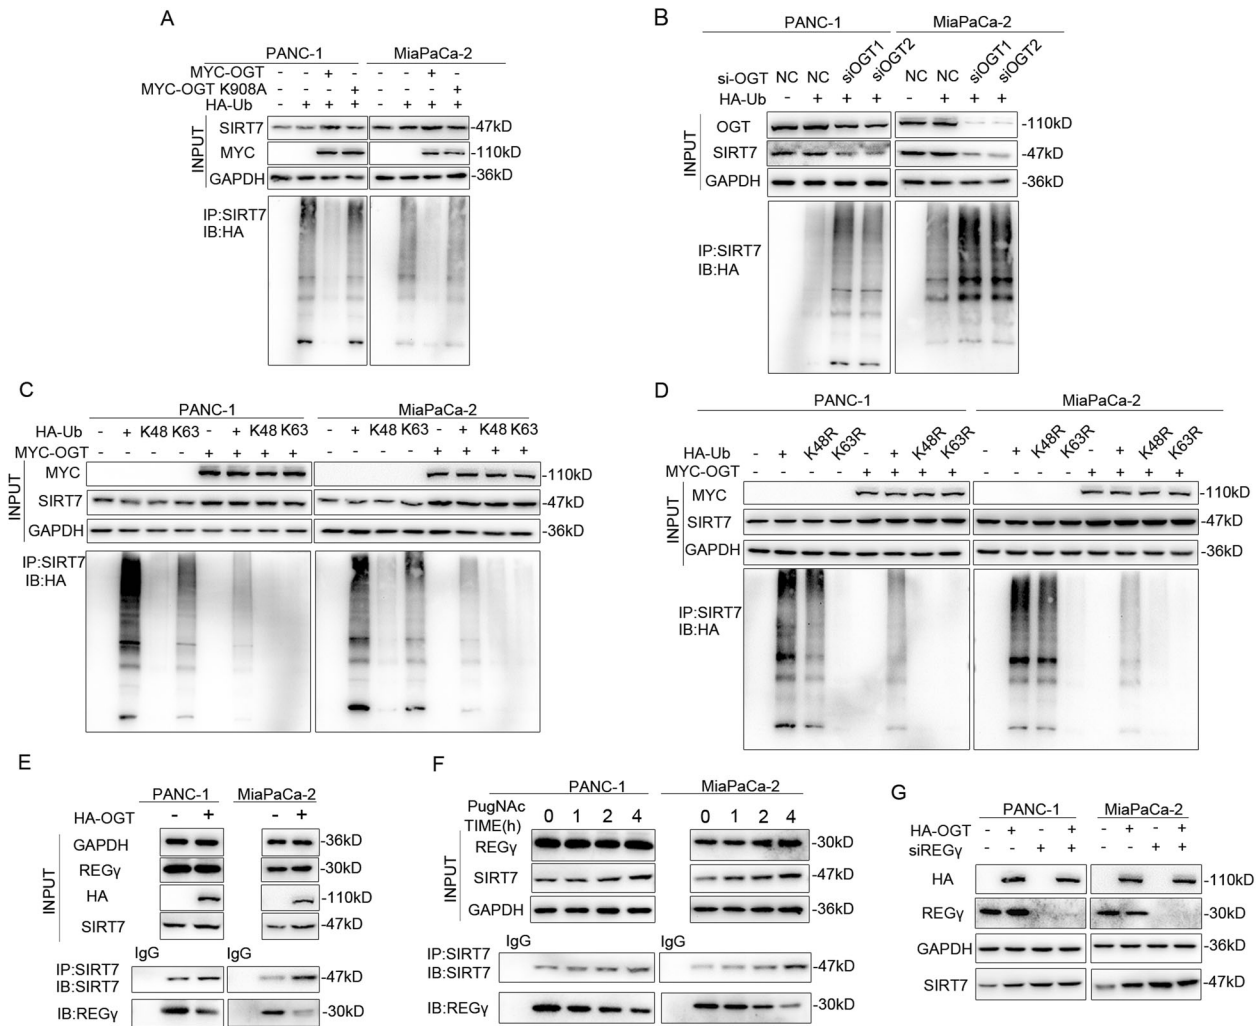 A
PANC-1 MiaPaCa-2
MYC-OGT - - + - - - + -
MYC-OGT K908A - - - + - - - +
HA-Ub - + + + - + + +
INPUT
SIRT7 -47kD
MYC -110kD
GAPDH -36kD
IP:SIRT7
IB:HA
B
PANC-1 MiaPaCa-2
si-OGT NC NC siOGT1 siOGT2 NC NC siOGT1 siOGT2
HA-Ub - + + + - + + +
INPUT
OGT -110kD
SIRT7 -47kD
GAPDH -36kD
IP:SIRT7
IB:HA
C
PANC-1 MiaPaCa-2
HA-Ub - + K48 K63 - + K48 K63 - + K48 K63 - + K48 K63
MYC-OGT - - - - + + + + - - - - + + + +
INPUT
MYC -110kD
SIRT7 -47kD
GAPDH -36kD
IP:SIRT7
IB:HA
D
PANC-1 MiaPaCa-2
HA-Ub - + K48R K63R - + K48R K63R - + K48R K63R - + K48R K63R
MYC-OGT - - - - + + + + - - - - + + + +
INPUT
MYC -110kD
SIRT7 -47kD
GAPDH -36kD
IP:SIRT7
IB:HA
E
PANC-1 MiaPaCa-2
HA-OGT - + - +
INPUT
GAPDH -36kD
REGγ -30kD
HA -110kD
SIRT7 -47kD
IgG IgG
IP:SIRT7
IB:SIRT7 -47kD
IB:REGγ -30kD
F
PANC-1 MiaPaCa-2
PugNAc
TIME(h) 0 1 2 4 0 1 2 4
INPUT
REGγ -30kD
SIRT7 -47kD
GAPDH -36kD
IgG IgG
IP:SIRT7
IB:SIRT7 -47kD
IB:REGγ -30kD
G
PANC-1 MiaPaCa-2
HA-OGT - + - + - + - +
siREGγ - - + + - - + +
HA -110kD
REGγ -30kD
GAPDH -36kD
SIRT7 -47kD